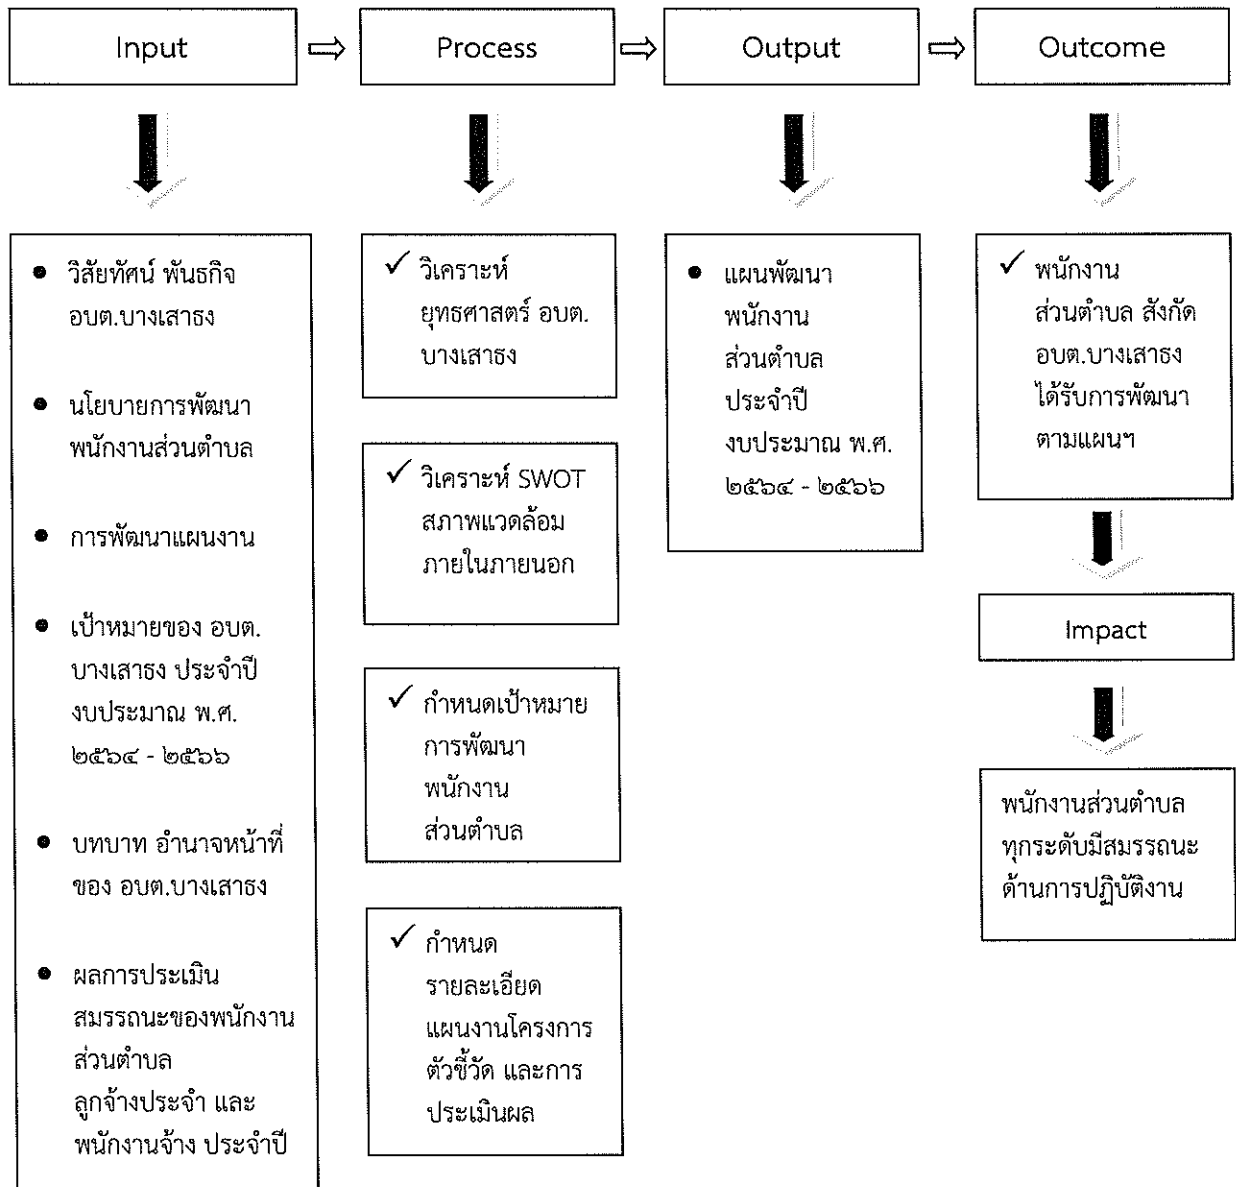 Input
Process
Output
Outcome
● วิสัยทัศน์ พันธกิจ
อบต.บางเสาธง
● นโยบายการพัฒนา
พนักงานส่วนตำบล
● การพัฒนาแผนงาน
● เป้าหมายของ อบต.
บางเสาธง ประจำปี
งบประมาณ พ.ศ.
๒๕๖๔ - ๒๕๖๖
● บทบาท อำนาจหน้าที่
ของ อบต.บางเสาธง
● ผลการประเมิน
สมรรถนะของพนักงาน
ส่วนตำบล
ลูกจ้างประจำ และ
พนักงานจ้าง ประจำปี
✓ วิเคราะห์
ยุทธศาสตร์ อบต.
บางเสาธง
✓ วิเคราะห์ SWOT
สภาพแวดล้อม
ภายในภายนอก
✓ กำหนดเป้าหมาย
การพัฒนา
พนักงาน
ส่วนตำบล
✓ กำหนด
รายละเอียด
แผนงานโครงการ
ตัวชี้วัด และการ
ประเมินผล
● แผนพัฒนา
พนักงาน
ส่วนตำบล
ประจำปี
งบประมาณ พ.ศ.
๒๕๖๔ - ๒๕๖๖
✓ พนักงาน
ส่วนตำบล สังกัด
อบต.บางเสาธง
ได้รับการพัฒนา
ตามแผนฯ
Impact
พนักงานส่วนตำบล
ทุกระดับมีสมรรถนะ
ด้านการปฏิบัติงาน